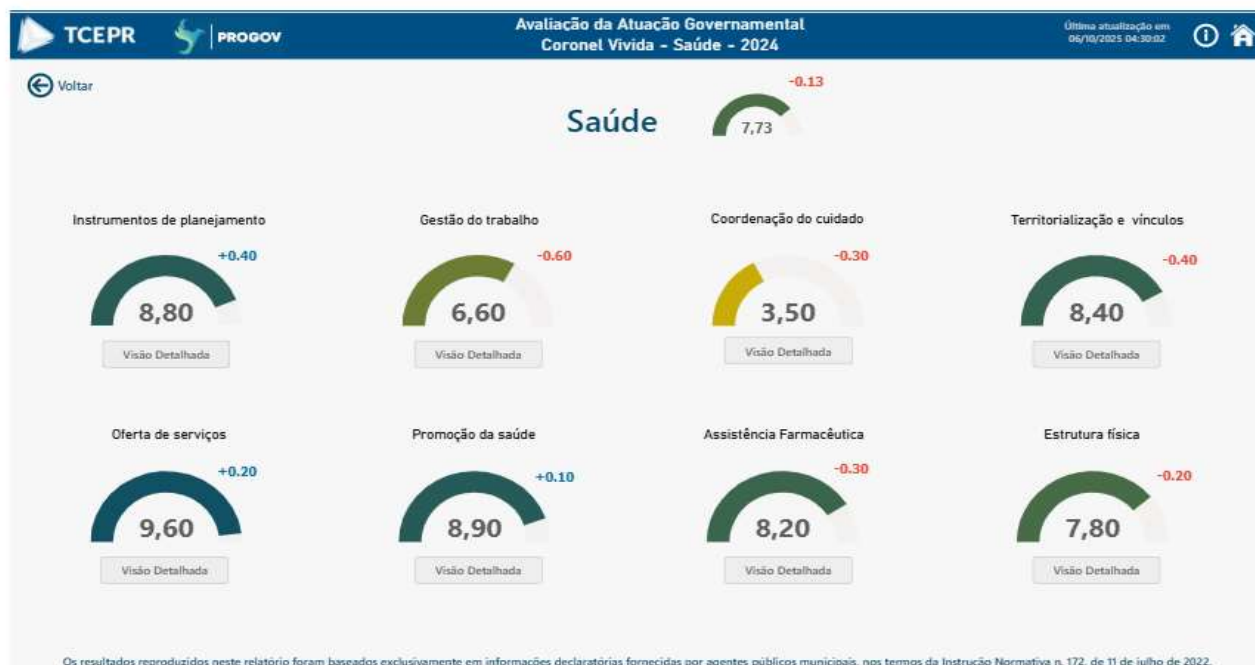 TCEPR
PROGOV
Avaliação da Atuação Governamental
Coronel Vivida - Saúde - 2024
Última atualização em
06/10/2025 04:30:02
Voltar
Saúde
-0.13
7,73
Instrumentos de planejamento
+0.40
8,80
Visão Detalhada
Gestão do trabalho
-0.60
6,60
Visão Detalhada
Coordenação do cuidado
-0.30
3,50
Visão Detalhada
Territorialização e vínculos
-0.40
8,40
Visão Detalhada
Oferta de serviços
+0.20
9,60
Visão Detalhada
Promoção da saúde
+0.10
8,90
Visão Detalhada
Assistência Farmacêutica
-0.30
8,20
Visão Detalhada
Estrutura física
-0.20
7,80
Visão Detalhada
Os resultados reproduzidos neste relatório foram baseados exclusivamente em informações declaratórias fornecidas por agentes públicos municipais, nos termos da Instrução Normativa n. 172, de 11 de julho de 2022.